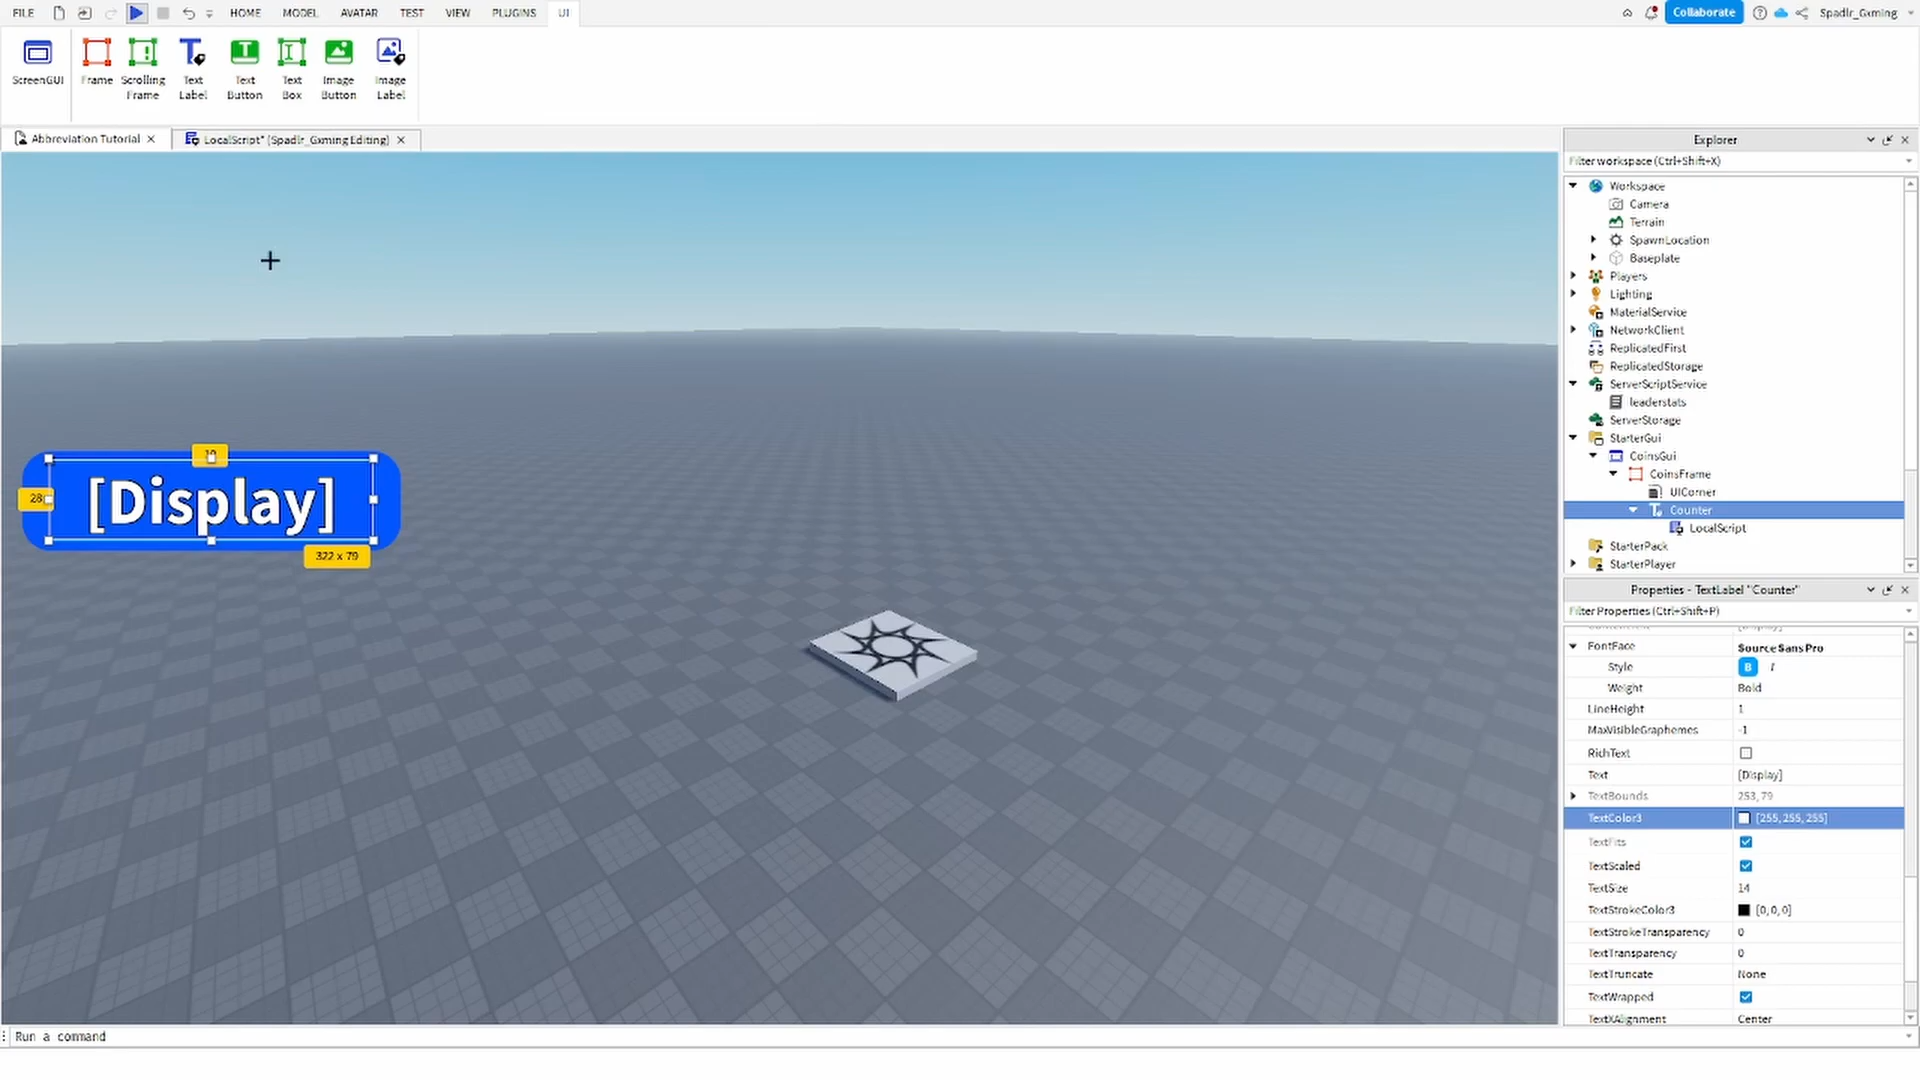 FILE HOME MODEL AVATAR TEST VIEW PLUGINS UI Collaborate Spadlr_Gxming
ScreenGUI Frame Scrolling Frame Text Label Text Button Text Box Image Button Image Label
Abbreviation Tutorial LocalScript* [Spadlr_Gxming Editing]
[Display]
28
322 x 79
Explorer
Filter workspace (Ctrl+Shift+X)
Workspace
Camera
Terrain
SpawnLocation
Baseplate
Players
Lighting
MaterialService
NetworkClient
ReplicatedFirst
ReplicatedStorage
ServerScriptService
leaderstats
ServerStorage
StarterGui
CoinsGui
CoinsFrame
UICorner
Counter
LocalScript
StarterPack
StarterPlayer
Properties - TextLabel "Counter"
Filter Properties (Ctrl+Shift+P)
FontFace Source Sans Pro
Style B I
Weight Bold
LineHeight 1
MaxVisibleGraphemes -1
RichText
Text [Display]
TextBounds 253, 79
TextColor3 [255, 255, 255]
TextFits
TextScaled
TextSize 14
TextStrokeColor3 [0, 0, 0]
TextStrokeTransparency 0
TextTransparency 0
TextTruncate None
TextWrapped
TextXAlignment Center
Run a command